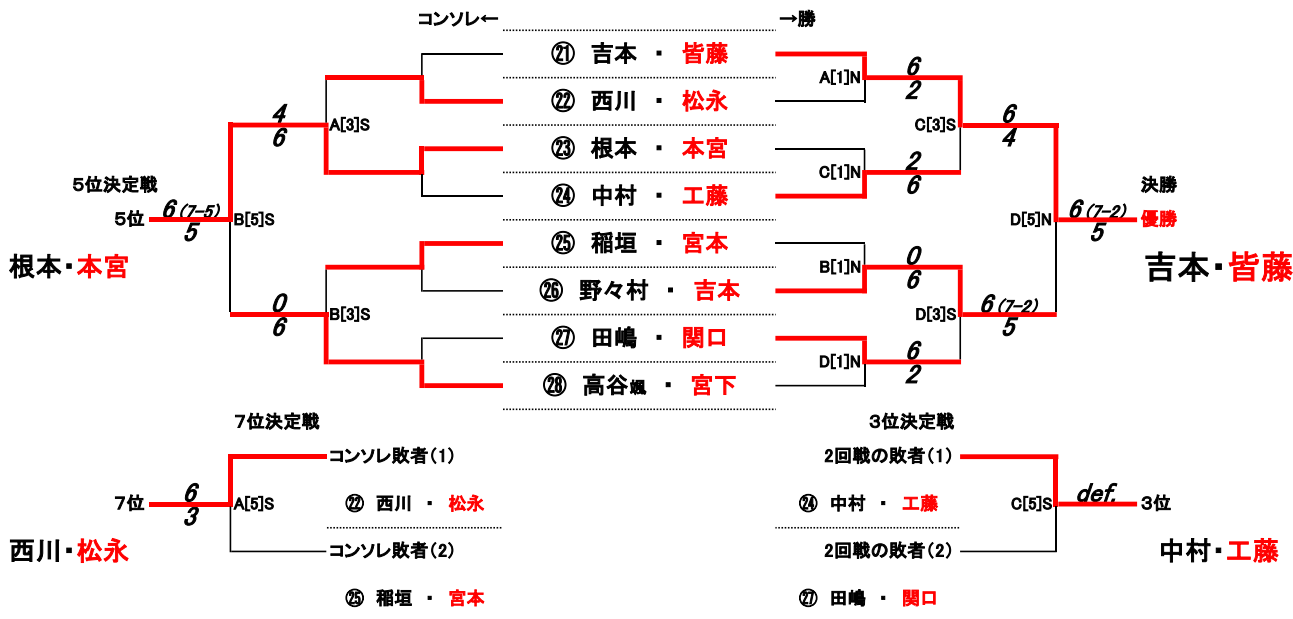 コンソレ← →勝
㉑ 吉本 ・ 皆藤
㉒ 西川 ・ 松永
㉓ 根本 ・ 本宮
㉔ 中村 ・ 工藤
㉕ 稲垣 ・ 宮本
㉖ 野々村 ・ 吉本
㉗ 田嶋 ・ 関口
㉘ 高谷颯 ・ 宮下
4
6
A[3]S
5位決定戦
5位
6(7-5)
5
B[5]S
根本・本宮
0
6
B[3]S
A[1]N
6
2
C[3]S
6
4
C[1]N
2
6
決勝
D[5]N
6(7-2)
5
優勝
吉本・皆藤
B[1]N
0
6
D[3]S
6(7-2)
5
D[1]N
6
2
7位決定戦
コンソレ敗者(1)
7位
6
3
A[5]S
㉒ 西川 ・ 松永
西川・松永
コンソレ敗者(2)
㉕ 稲垣 ・ 宮本
3位決定戦
2回戦の敗者(1)
㉔ 中村 ・ 工藤
C[5]S
def.
3位
2回戦の敗者(2)
中村・工藤
㉗ 田嶋 ・ 関口